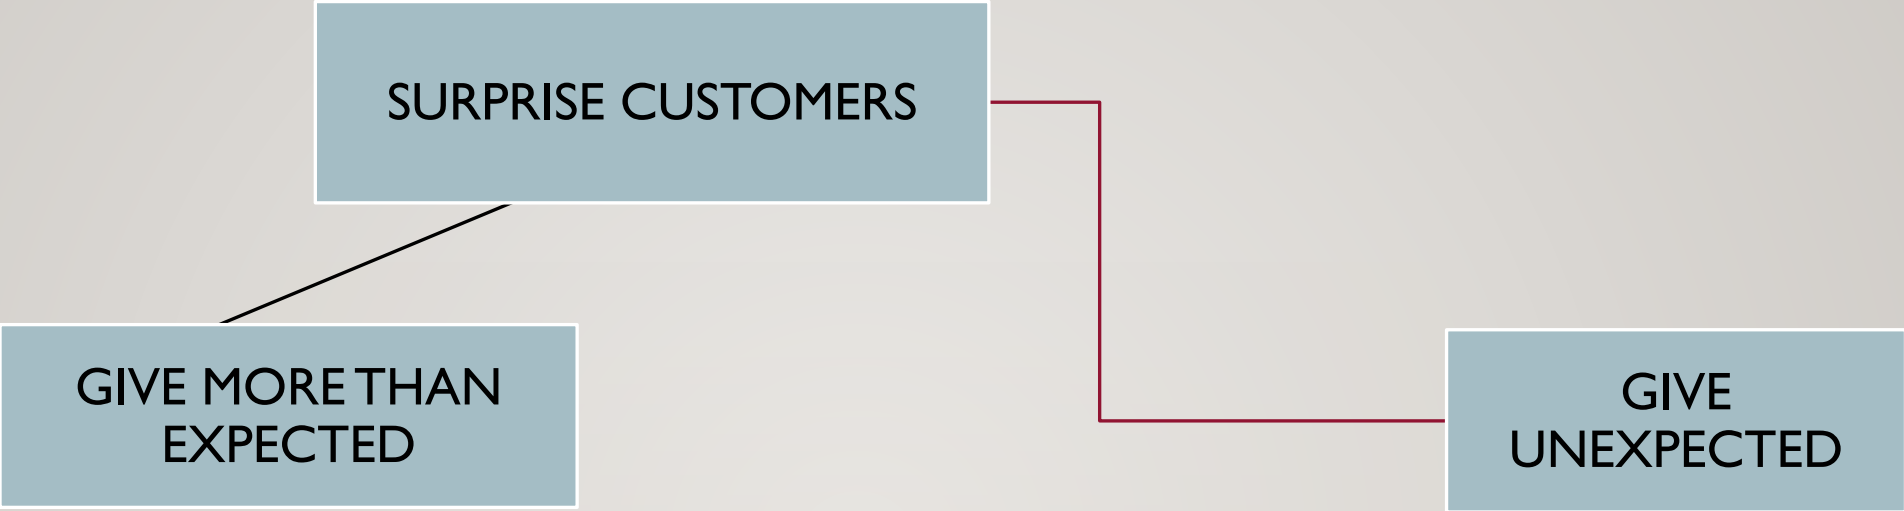 SURPRISE CUSTOMERS
GIVE MORE THAN
EXPECTED
GIVE
UNEXPECTED